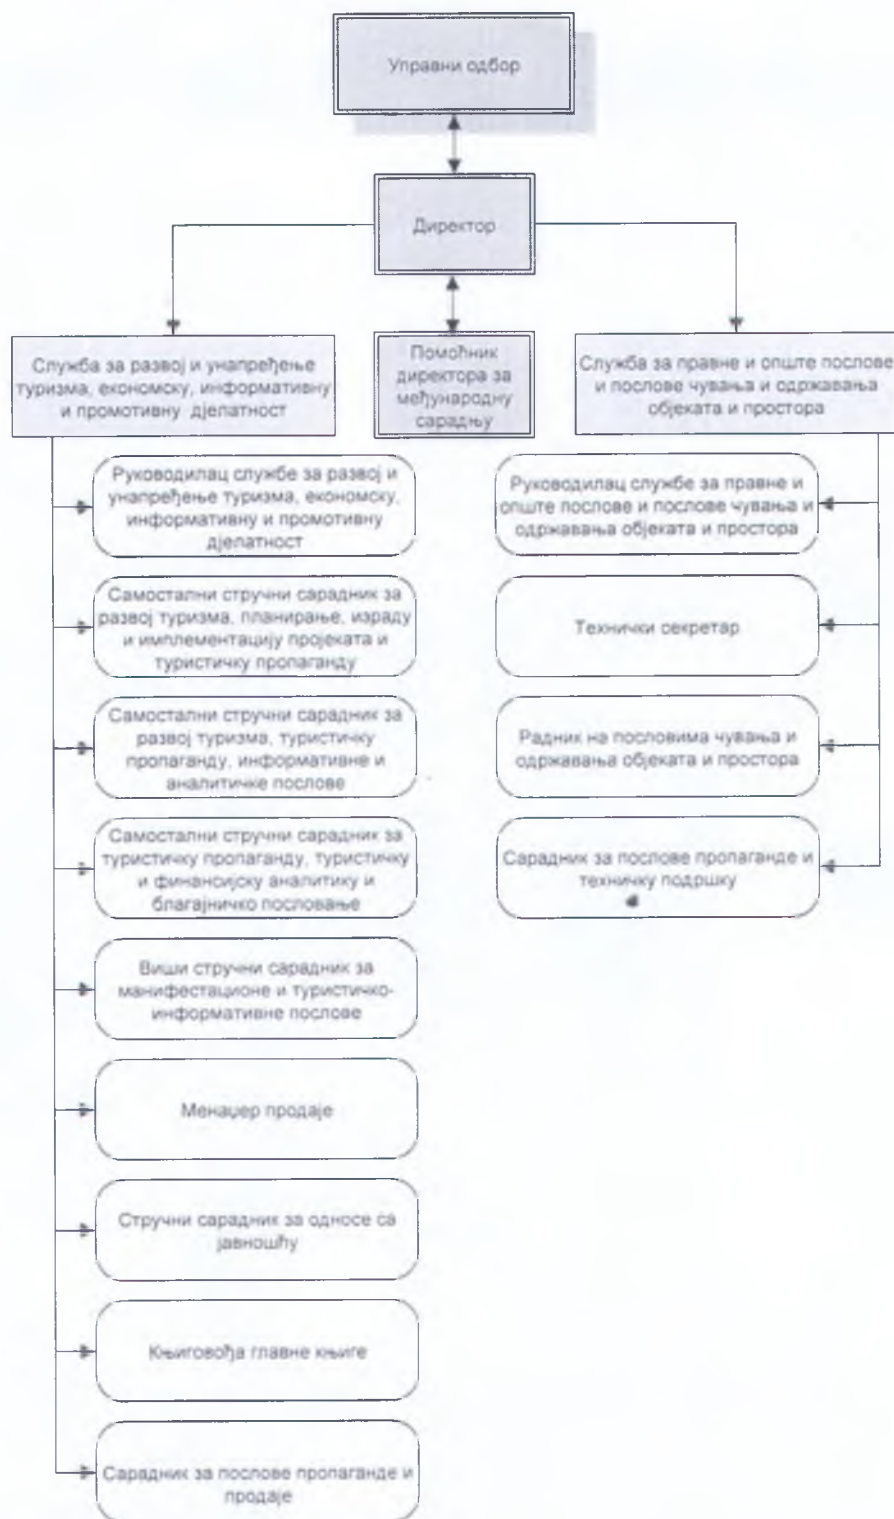 Управни одбор
Директор
Служба за развој и унапређење
туризма, економску, информативну
и промотивну дјелатност
Помоћник
директора за
међународну
сарадњу
Служба за правне и опште послове
и послове чувања и одржавања
објеката и простора
Руководилац службе за развој и
унапређење туризма, економску,
информативну и промотивну
дјелатност
Самостални стручни сарадник за
развој туризма, планирање, израду
и имплементацију пројеката и
туристичку пропаганду
Самостални стручни сарадник за
развој туризма, туристичку
пропаганду, информативне и
аналитичке послове
Самостални стручни сарадник за
туристичку пропаганду, туристичку
и финансијску аналитику и
благајничко пословање
Виши стручни сарадник за
манифестационе и туристичко-
информативне послове
Менаџер продаје
Стручни сарадник за односе са
јавношћу
Књиговођа главне књиге
Сарадник за послове пропаганде и
продаје
Руководилац службе за правне и
опште послове и послове чувања и
одржавања објеката и простора
Технички секретар
Радник на пословима чувања и
одржавања објеката и простора
Сарадник за послове пропаганде и
техничку подршку